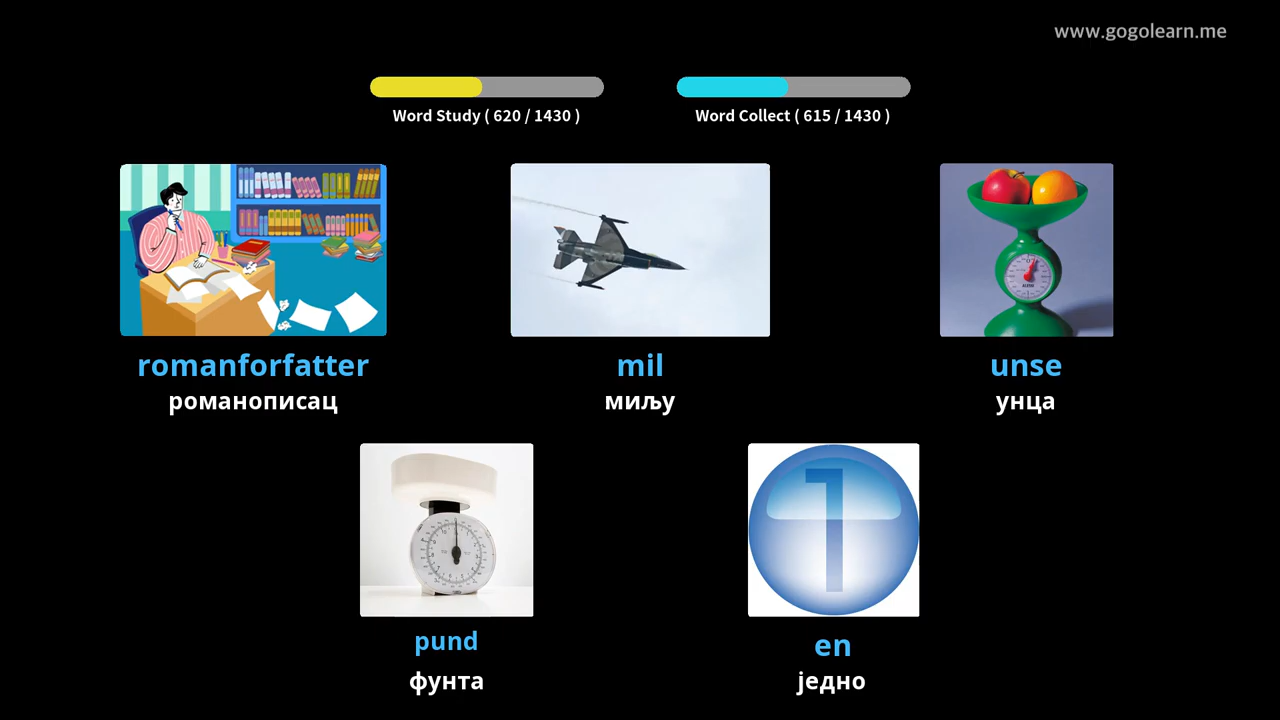 www.gogolearn.me
Word Study ( 620 / 1430 )
Word Collect ( 615 / 1430 )
romanforfatter
романописац
mil
миљу
unse
унца
pund
фунта
1
en
једно